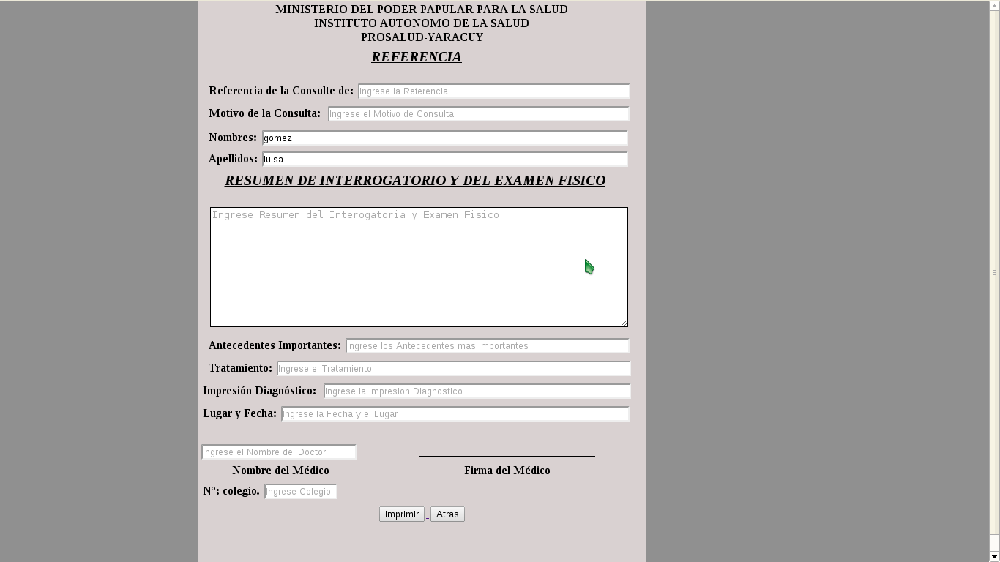 MINISTERIO DEL PODER PAPULAR PARA LA SALUD
INSTITUTO AUTONOMO DE LA SALUD
PROSALUD-YARACUY
REFERENCIA
Referencia de la Consulte de: Ingrese la Referencia
Motivo de la Consulta: Ingrese el Motivo de Consulta
Nombres: gomez
Apellidos: luisa
RESUMEN DE INTERROGATORIO Y DEL EXAMEN FISICO
Ingrese Resumen del Interogatoria y Examen Fisico
Antecedentes Importantes: Ingrese los Antecedentes mas Importantes
Tratamiento: Ingrese el Tratamiento
Impresión Diagnóstico: Ingrese la Impresion Diagnostico
Lugar y Fecha: Ingrese la Fecha y el Lugar
Ingrese el Nombre del Doctor
Nombre del Médico Firma del Médico
N°: colegio. Ingrese Colegio
Imprimir Atras